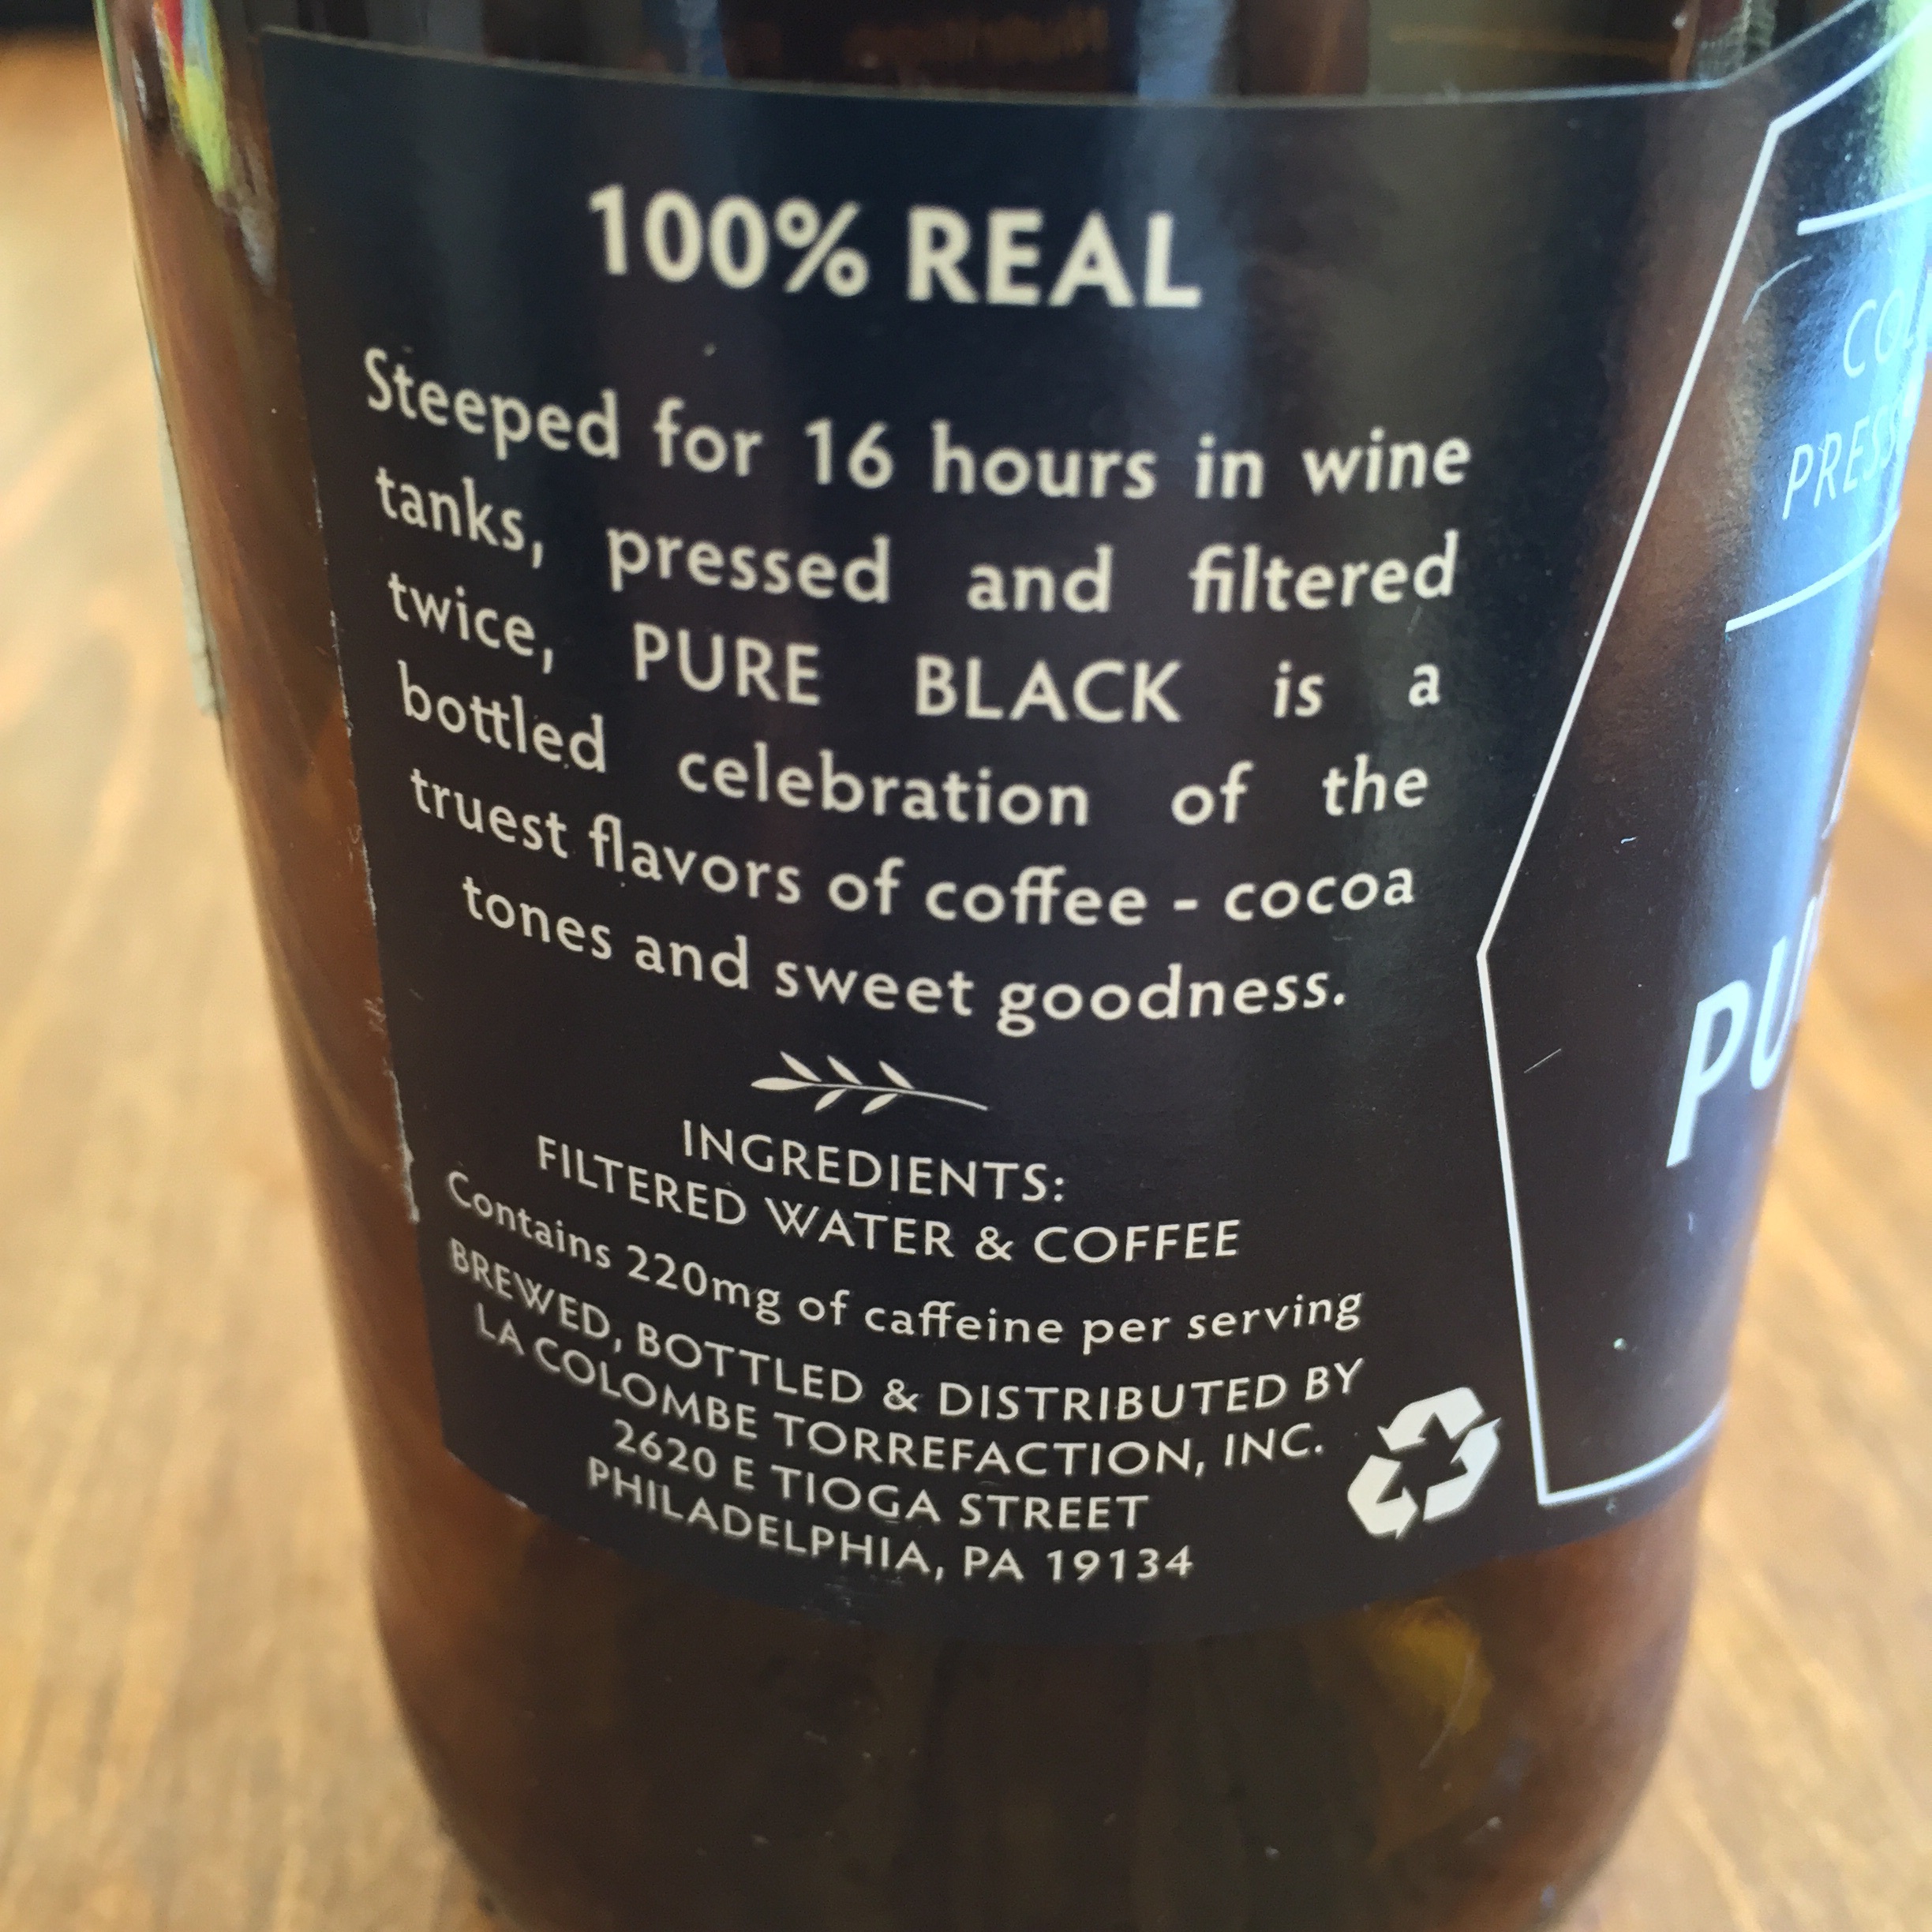 100% REAL
Steeped for 16 hours in wine
tanks, pressed and filtered
twice, PURE BLACK is a
bottled celebration of the
truest flavors of coffee - cocoa
tones and sweet goodness.
INGREDIENTS:
FILTERED WATER & COFFEE
Contains 220mg of caffeine per serving
BREWED, BOTTLED & DISTRIBUTED BY
LA COLOMBE TORREFACTION, INC.
2620 E TIOGA STREET
PHILADELPHIA, PA 19134